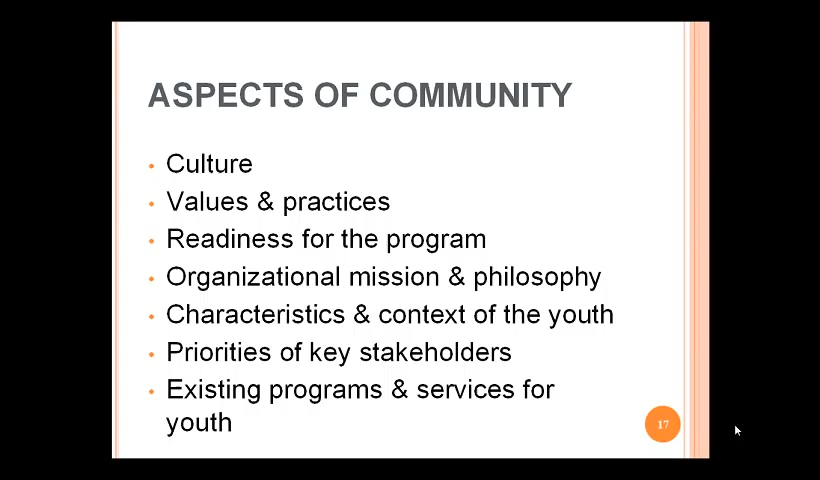 ASPECTS OF COMMUNITY
• Culture
• Values & practices
• Readiness for the program
• Organizational mission & philosophy
• Characteristics & context of the youth
• Priorities of key stakeholders
• Existing programs & services for
youth
17